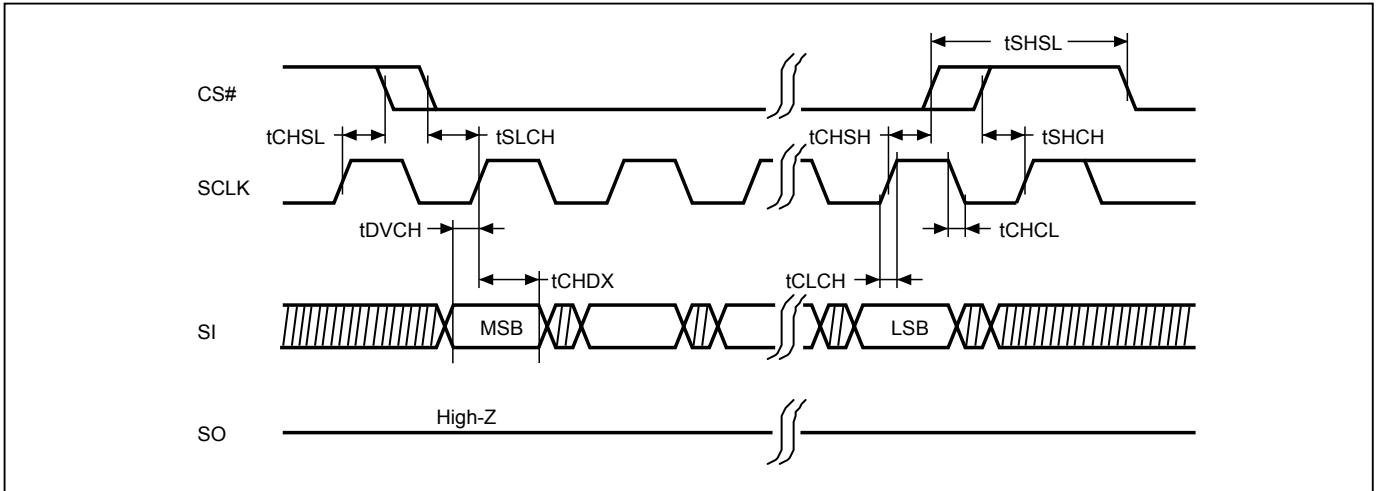 tSHSL
CS#
tCHSL
tSLCH
tCHSH
tSHCH
SCLK
tDVCH
tCHCL
tCHDX
tCLCH
SI
MSB
LSB
High-Z
SO